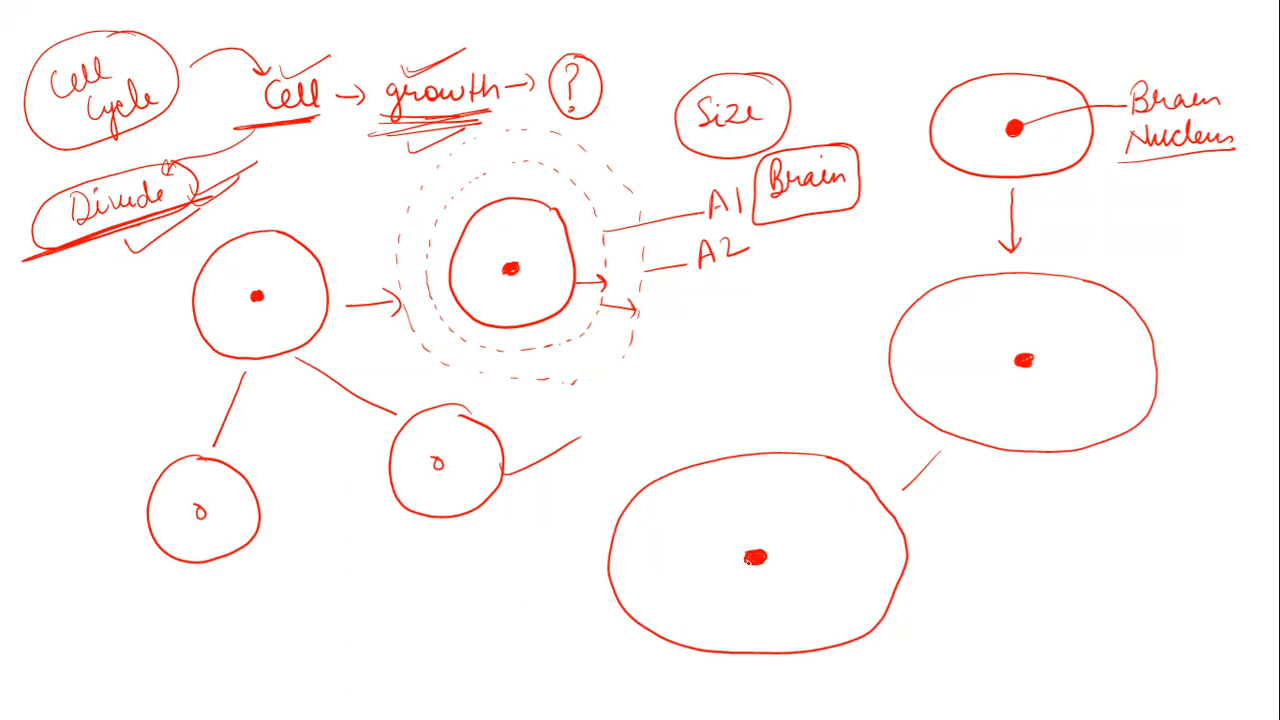 Cell
Cycle
Cell → growth → ?
Divide
Size
A1
Brain
A2
Brain
Nucleus